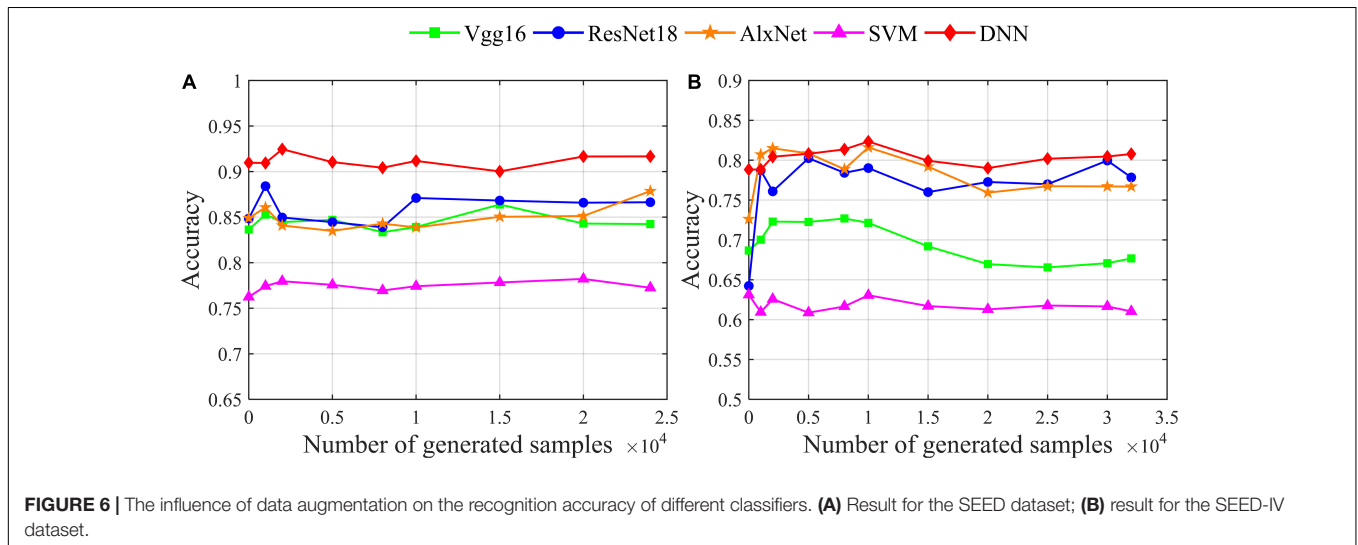 Vgg16 ResNet18 AlxNet SVM DNN
A
1
0.95
0.9
0.85
0.8
0.75
0.7
0.65
Accuracy
0 0.5 1 1.5 2 2.5
Number of generated samples ×10^4
B
0.9
0.85
0.8
0.75
0.7
0.65
0.6
0.55
0.5
Accuracy
0 0.5 1 1.5 2 2.5 3 3.5
Number of generated samples ×10^4
FIGURE 6 | The influence of data augmentation on the recognition accuracy of different classifiers. (A) Result for the SEED dataset; (B) result for the SEED-IV
dataset.